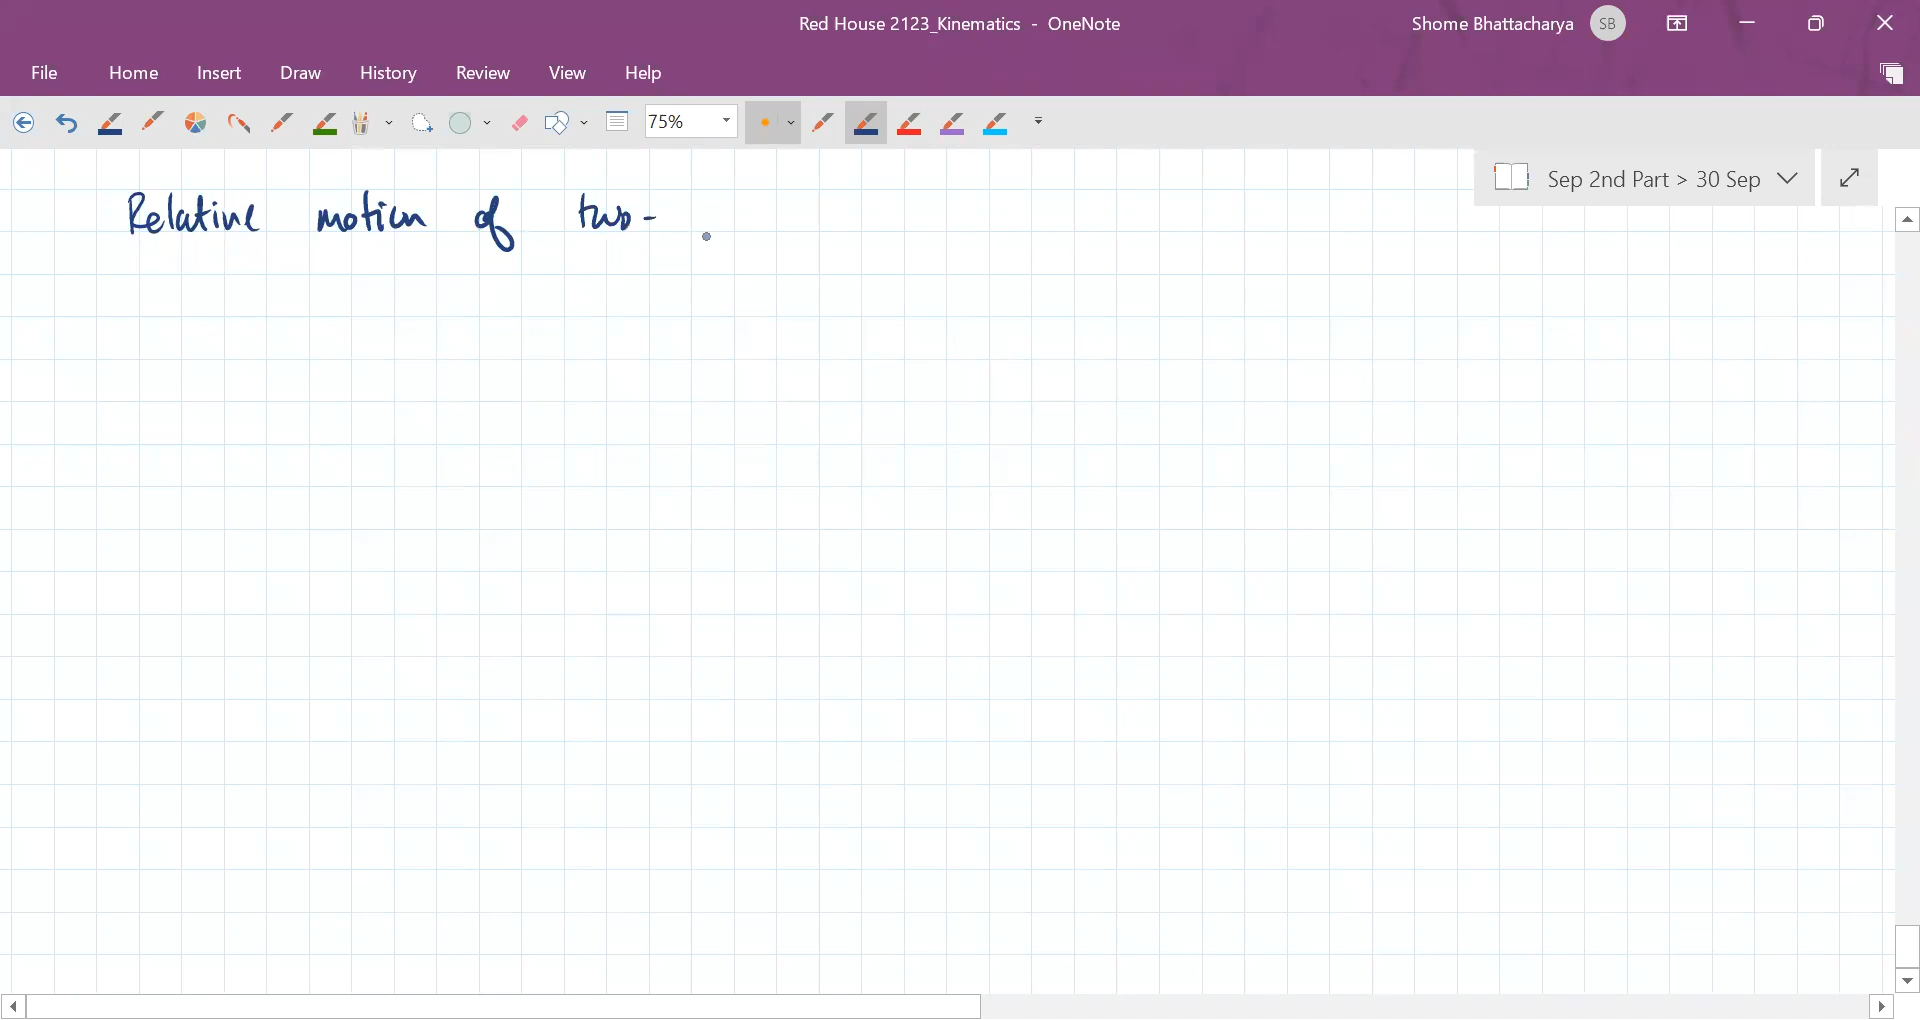 Red House 2123_Kinematics - OneNote
Shome Bhattacharya SB
File Home Insert Draw History Review View Help
75%
Sep 2nd Part > 30 Sep
Relative motion of two-